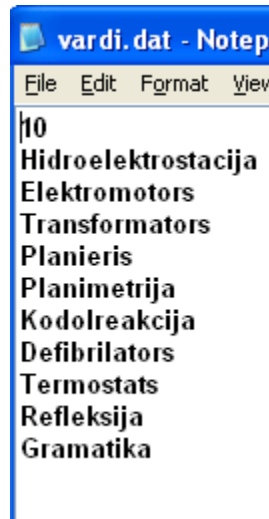 vardi.dat - Notep
File Edit Format View
10
Hidroelektrostacija
Elektromotors
Transformators
Planieris
Planimetrija
Kodolreakcija
Defibrilators
Termostats
Refleksija
Gramatika